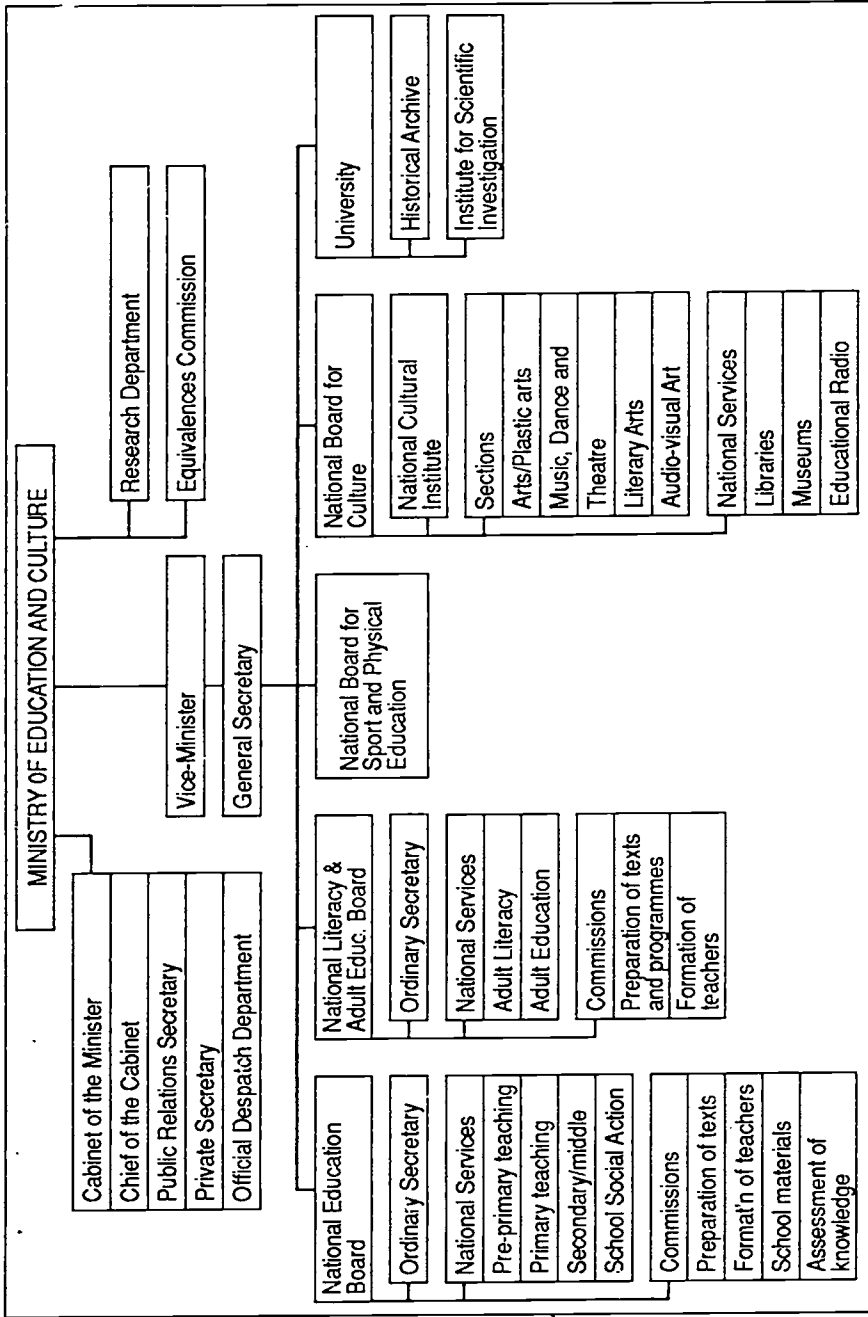 MINISTRY OF EDUCATION AND CULTURE
Cabinet of the Minister
Chief of the Cabinet
Public Relations Secretary
Private Secretary
Official Despatch Department
Vice-Minister
General Secretary
Research Department
Equivalences Commission
National Education
Board
Ordinary Secretary
National Services
Pre-primary teaching
Primary teaching
Secondary/middle
School Social Action
Commissions
Preparation of texts
Format'n of teachers
School materials
Assessment of
knowledge
National Literacy &
Adult Educ. Board
Ordinary Secretary
National Services
Adult Literacy
Adult Education
Commissions
Preparation of texts
and programmes
Formation of
teachers
National Board for
Sport and Physical
Education
National Board for
Culture
National Cultural
Institute
Sections
Arts/Plastic arts
Music, Dance and
Theatre
Literary Arts
Audio-visual Art
National Services
Libraries
Museums
Educational Radio
University
Historical Archive
Institute for Scientific
Investigation